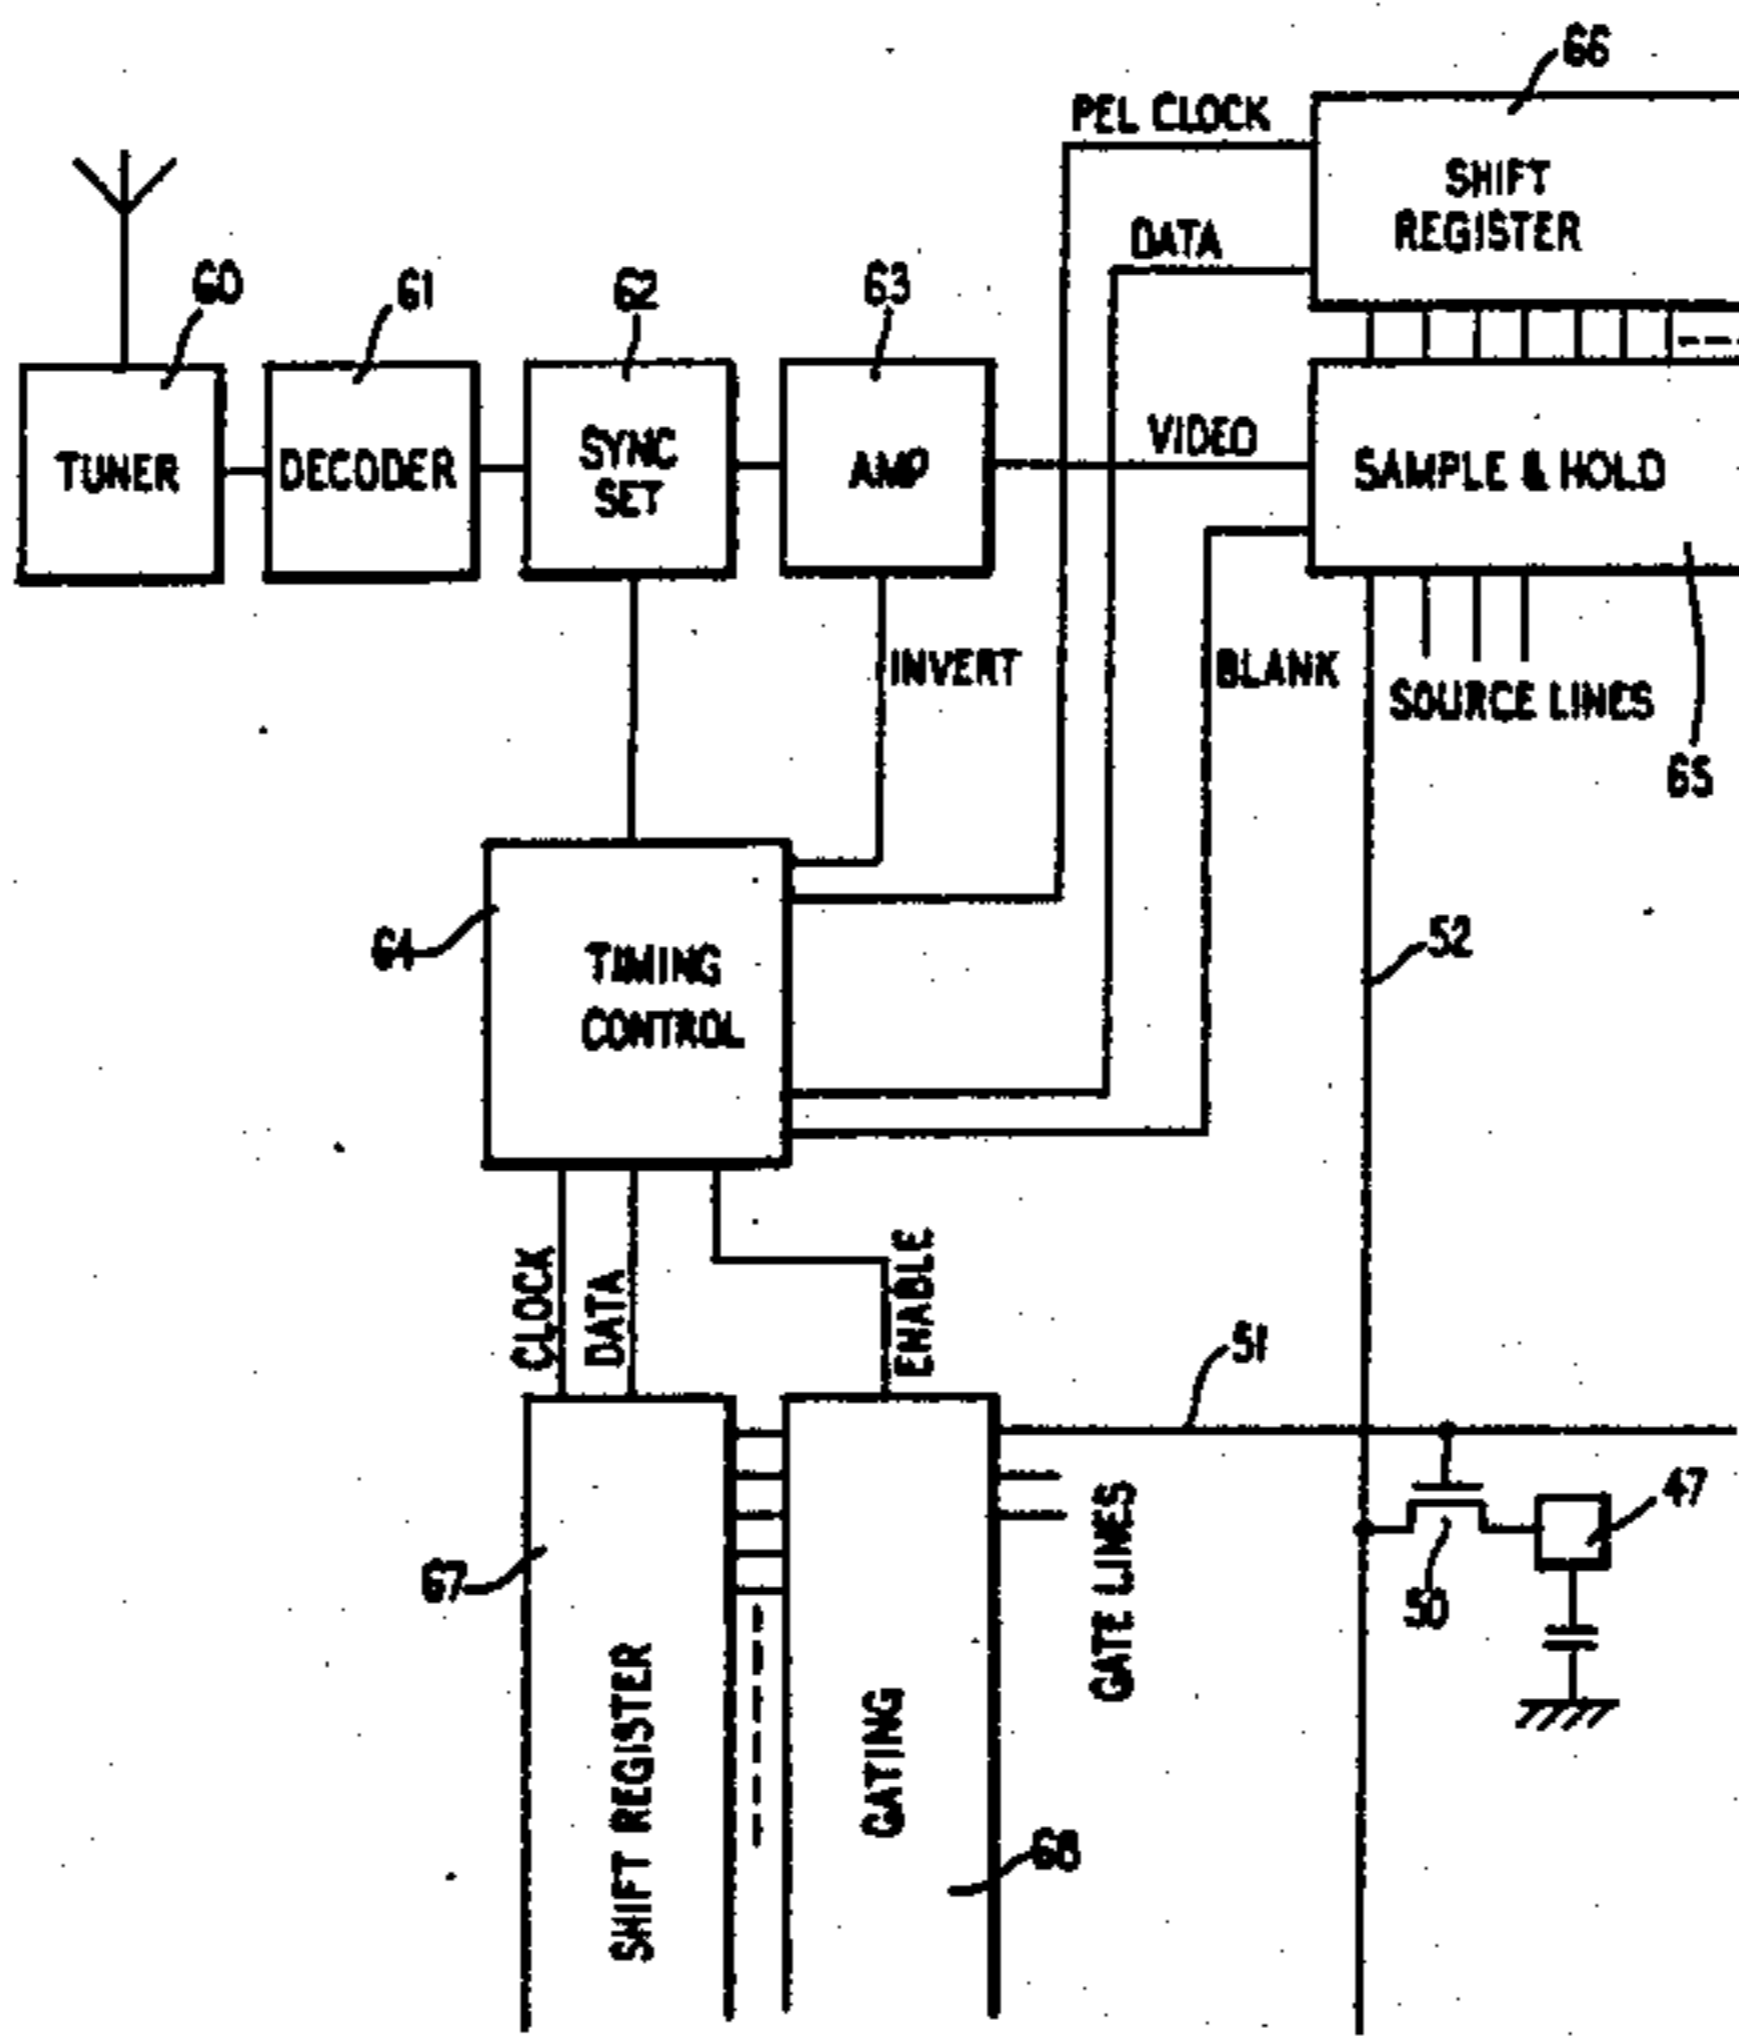 66
PEL CLOCK
SHIFT
REGISTER
DATA
60
61
62
63
TUNER
DECODER
SYNC
SET
AMP
VIDEO
SAMPLE & HOLD
INVERT
BLANK
SOURCE LINES
65
64
TIMING
CONTROL
52
CLOCK
DATA
ENABLE
51
47
50
67
GATE LINES
SHIFT REGISTER
GATING
68